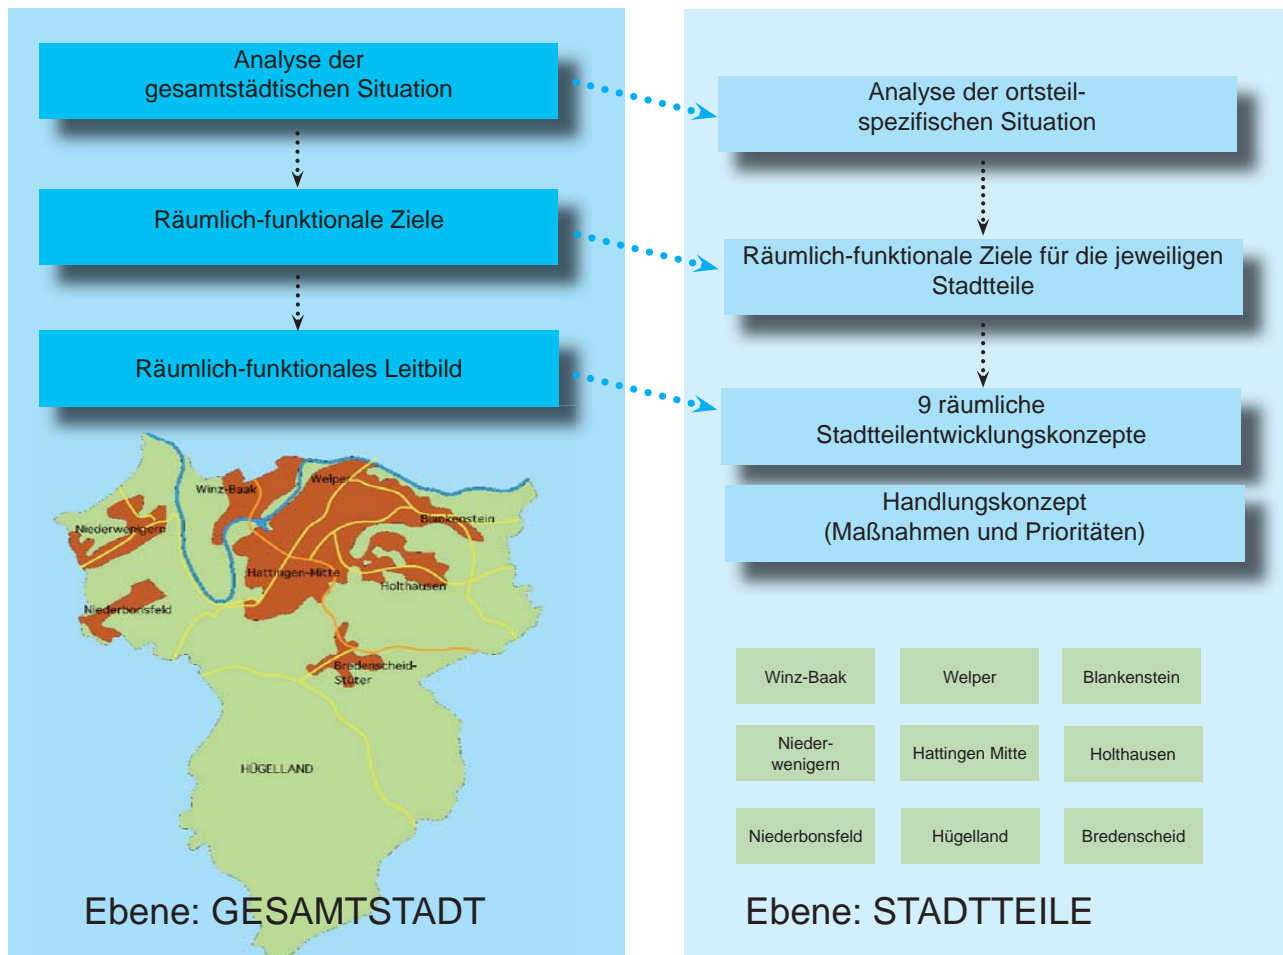 Analyse der
gesamtstädtischen Situation
Räumlich-funktionale Ziele
Räumlich-funktionales Leitbild
Winz-Baak
Welper
Niederwenigern
Blankenstein
Hattingen-Mitte
Holthausen
Niederbonsfeld
Bredenscheid-
Stüter
HÜGELLAND
Ebene: GESAMTSTADT
Analyse der ortsteil-
spezifischen Situation
Räumlich-funktionale Ziele für die jeweiligen
Stadtteile
9 räumliche
Stadtteilentwicklungskonzepte
Handlungskonzept
(Maßnahmen und Prioritäten)
Winz-Baak
Welper
Blankenstein
Nieder-
wenigern
Hattingen Mitte
Holthausen
Niederbonsfeld
Hügelland
Bredenscheid
Ebene: STADTTEILE